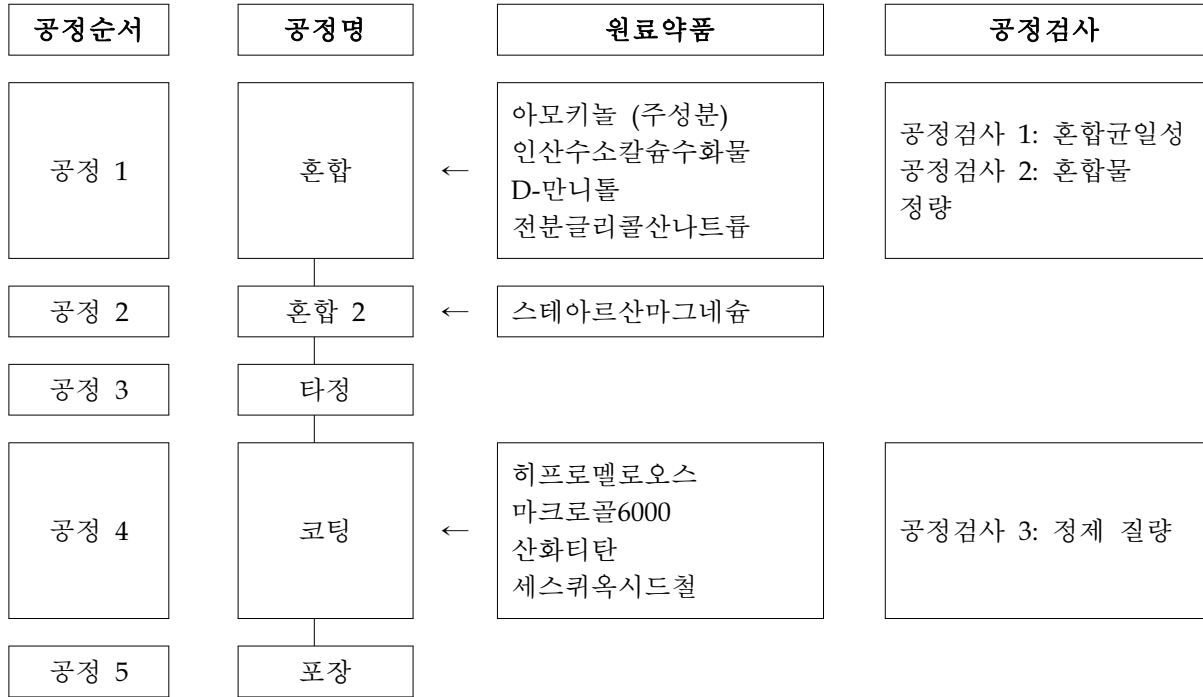 공정순서 공정명 원료약품 공정검사
공정 1 혼합 ← 아모키놀 (주성분)
인산수소칼슘수화물
D-만니톨
전분글리콜산나트륨
공정검사 1: 혼합균일성
공정검사 2: 혼합물
정량
공정 2 혼합 2 ← 스테아르산마그네슘
공정 3 타정
공정 4 코팅 ← 히프로멜로오스
마크로골6000
산화티탄
세스퀴옥시드철
공정검사 3: 정제 질량
공정 5 포장